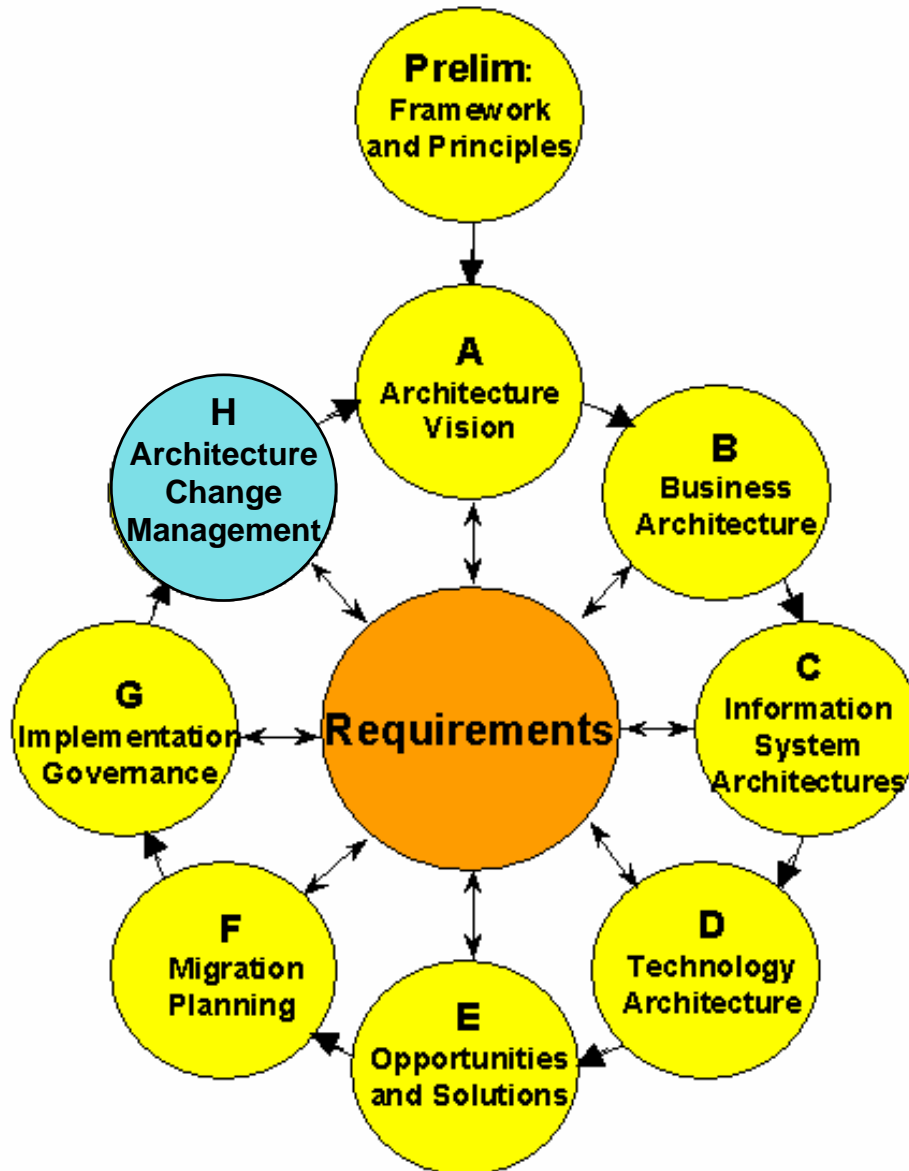 Prelim:
Framework
and Principles
A
Architecture
Vision
B
Business
Architecture
C
Information
System
Architectures
D
Technology
Architecture
E
Opportunities
and Solutions
F
Migration
Planning
G
Implementation
Governance
H
Architecture
Change
Management
Requirements